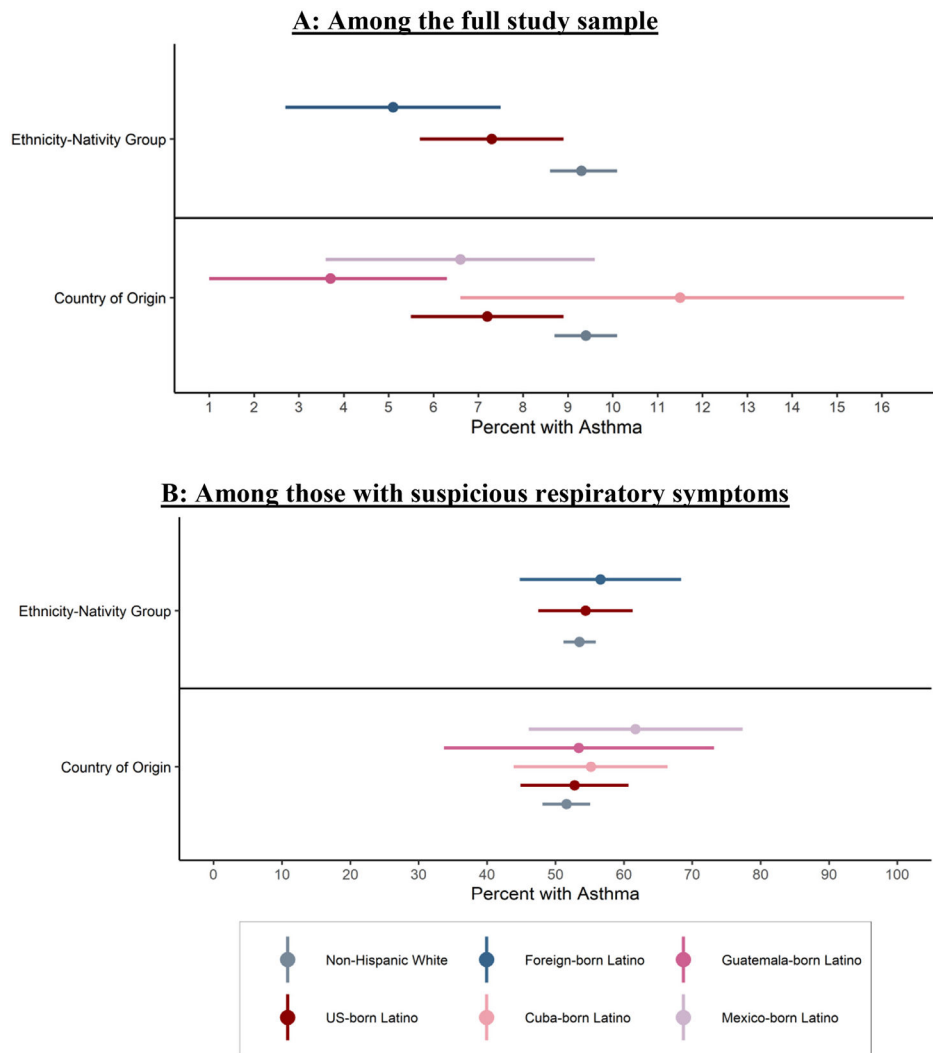 A: Among the full study sample
Ethnicity-Nativity Group
Country of Origin
1 2 3 4 5 6 7 8 9 10 11 12 13 14 15 16
Percent with Asthma
B: Among those with suspicious respiratory symptoms
Ethnicity-Nativity Group
Country of Origin
0 10 20 30 40 50 60 70 80 90 100
Percent with Asthma
Non-Hispanic White Foreign-born Latino Guatemala-born Latino
US-born Latino Cuba-born Latino Mexico-born Latino